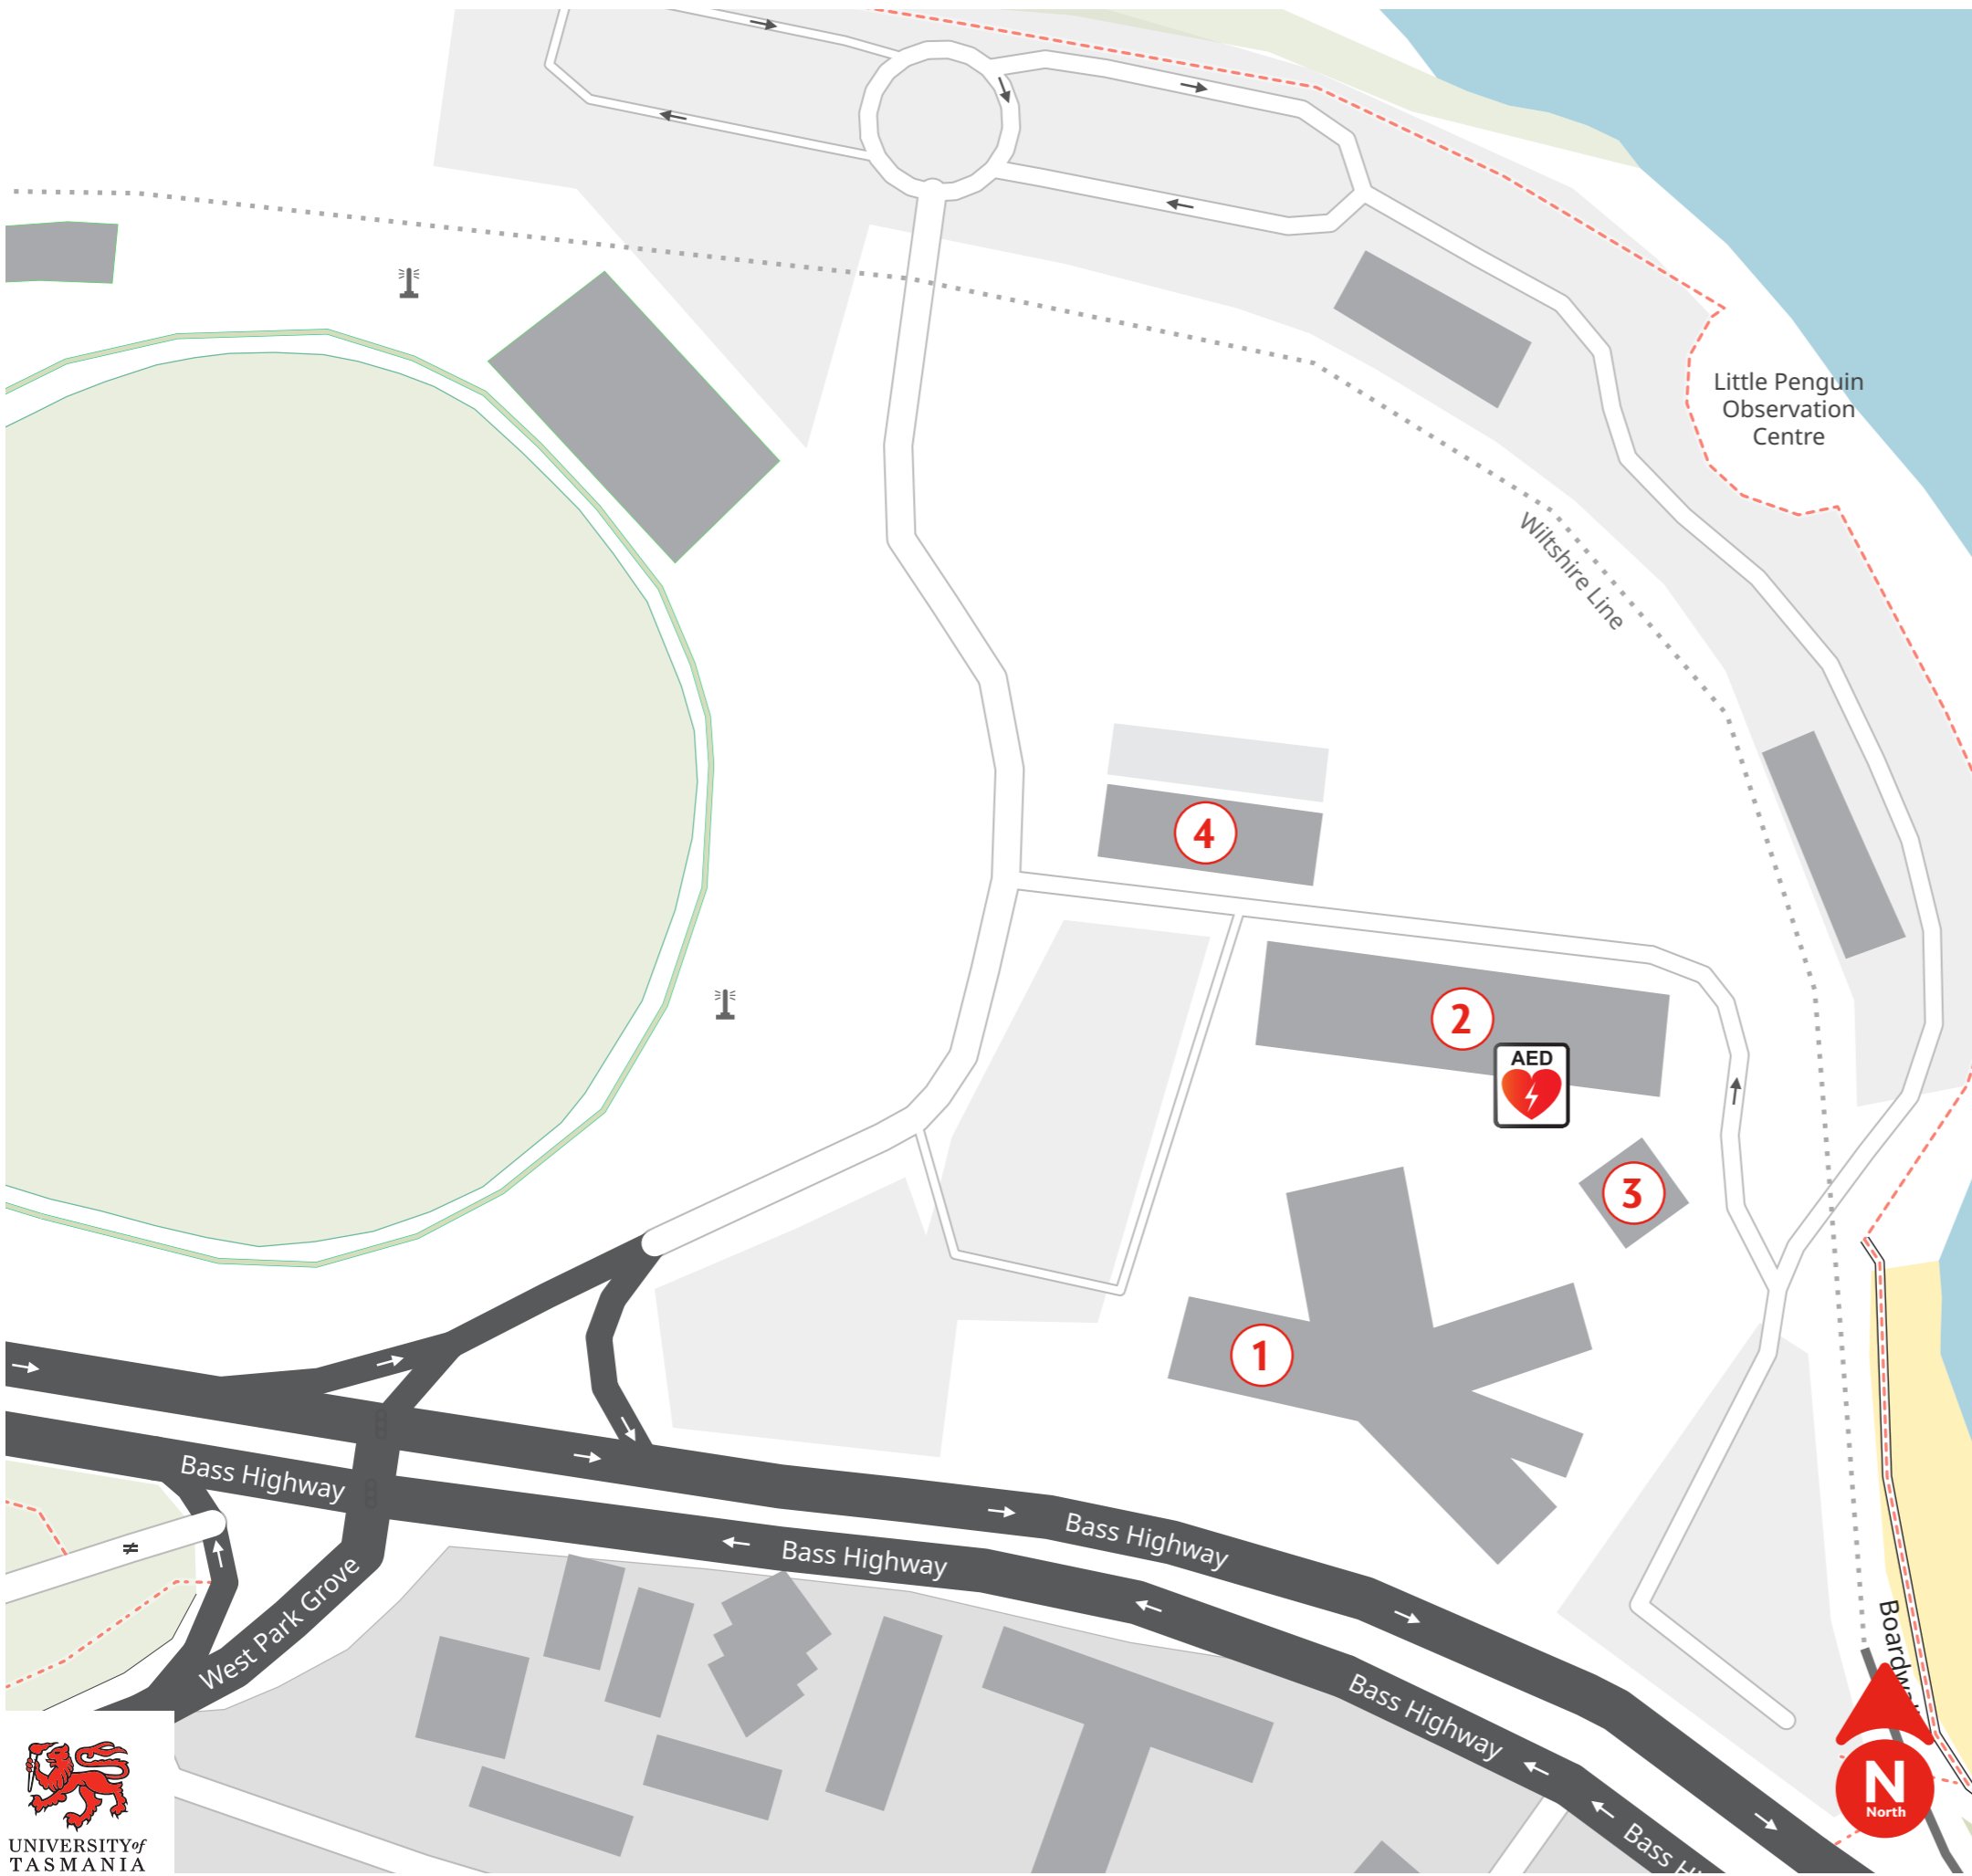 Little Penguin
Observation
Centre
Wiltshire Line
4
2
AED
3
1
Bass Highway
Bass Highway
Bass Highway
West Park Grove
Bass Highway
N
North
UNIVERSITY of
TASMANIA